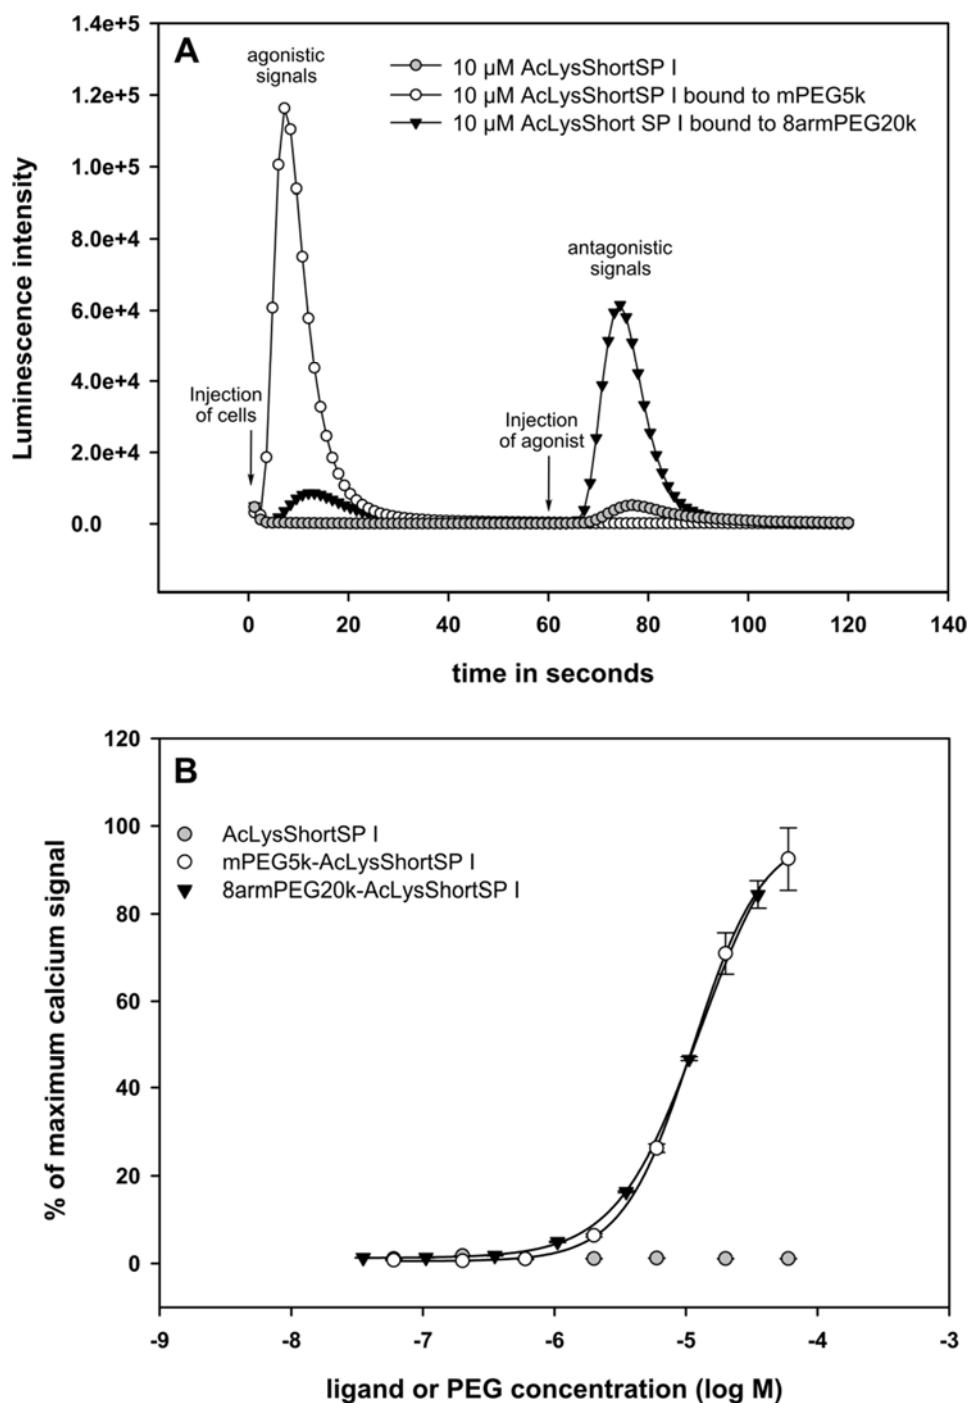 A
1.4e+5
1.2e+5
1.0e+5
8.0e+4
6.0e+4
4.0e+4
2.0e+4
0.0
Luminescence intensity
agonistic
signals
10 µM AcLysShortSP I
10 µM AcLysShortSP I bound to mPEG5k
10 µM AcLysShort SP I bound to 8armPEG20k
antagonistic
signals
Injection
of cells
Injection
of agonist
0 20 40 60 80 100 120 140
time in seconds
B
120
100
80
60
40
20
0
% of maximum calcium signal
AcLysShortSP I
mPEG5k-AcLysShortSP I
8armPEG20k-AcLysShortSP I
-9 -8 -7 -6 -5 -4 -3
ligand or PEG concentration (log M)